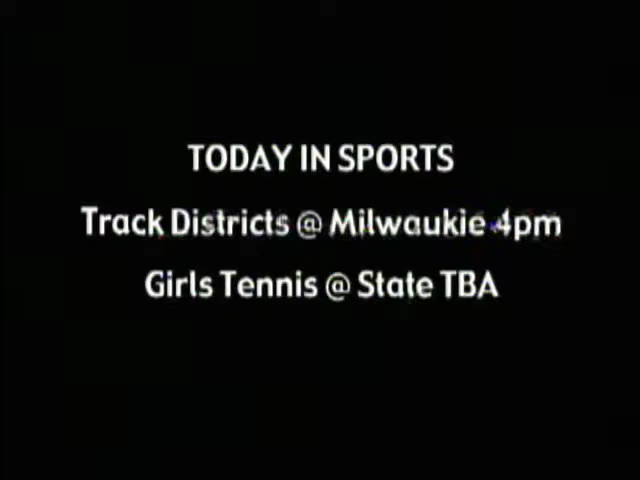 TODAY IN SPORTS
Track Districts @ Milwaukie 4pm
Girls Tennis @ State TBA